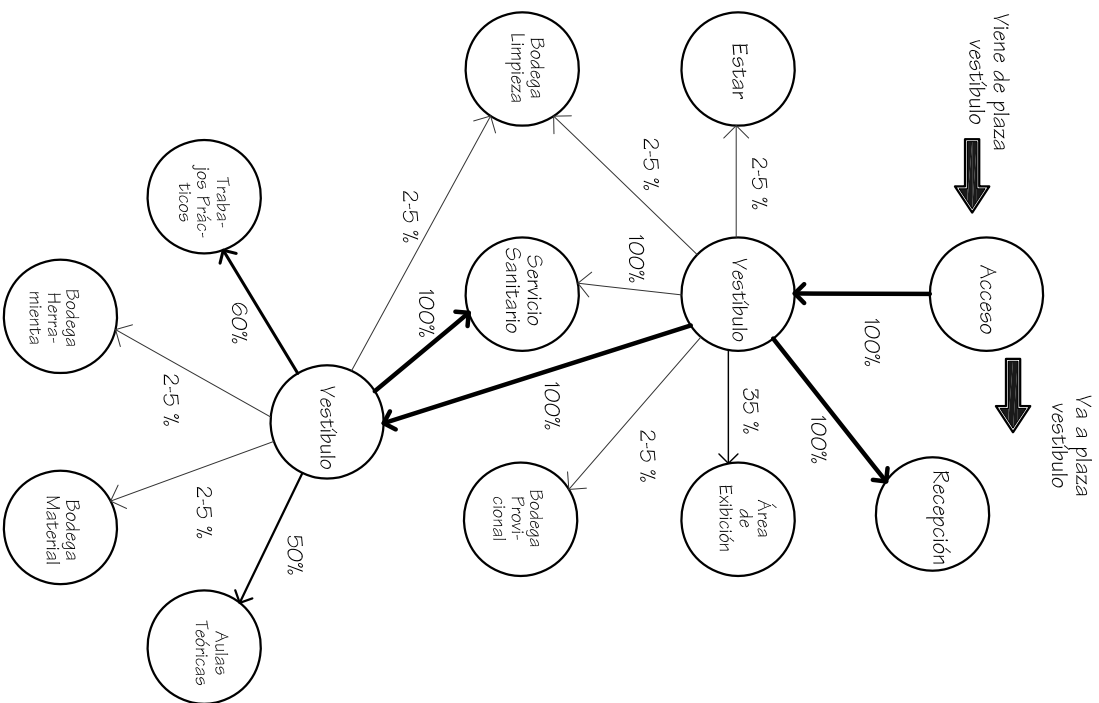 Viene de plaza
vestíbulo
Va a plaza
vestíbulo
Acceso
Recepción
100%
100%
Estar
2-5 %
Vestíbulo
35 %
Área
de
Exibición
2-5 %
100%
2-5 %
100%
Bodega
Limpieza
Servicio
Sanitario
Bodega
Provi-
cional
2-5 %
100%
Vestíbulo
60%
50%
Traba-
jos Prác-
ticos
2-5 %
2-5 %
Aulas
Teóricas
Bodega
Herra-
mienta
Bodega
Material